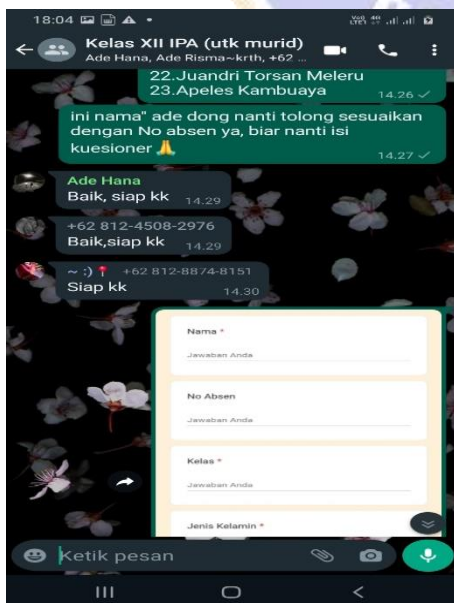 18:04
Kelas XII IPA (utk murid)
Ade Hana, Ade Risma~krth, +62 ...
22.Juandri Torsan Meleru
23.Apeles Kambuaya
14.26
ini nama" ade dong nanti tolong sesuaikan
dengan No absen ya, biar nanti isi
kuesioner 🙏
14.27
Ade Hana
Baik, siap kk 14.29
+62 812-4508-2976
Baik,siap kk 14.29
~ :) 📍 +62 812-8874-8151
Siap kk 14.30
Nama *
Jawaban Anda
No Absen
Jawaban Anda
Kelas *
Jawaban Anda
Jenis Kelamin *
Ketik pesan